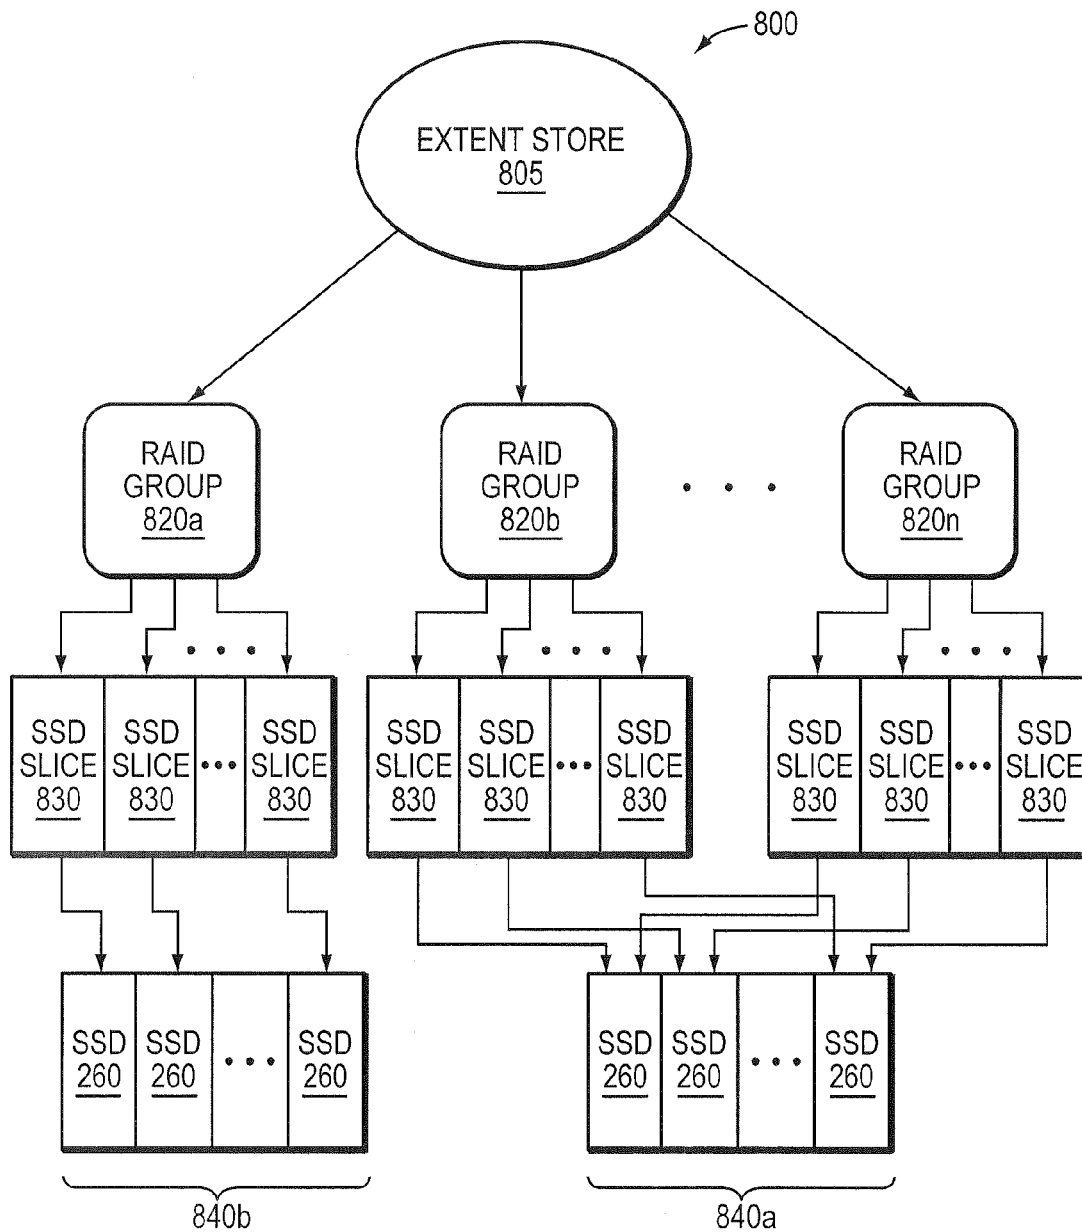 800
EXTENT STORE
805
RAID
GROUP
820a
RAID
GROUP
820b
• • •
RAID
GROUP
820n
• • •
• • •
• • •
SSD
SLICE
830
SSD
SLICE
830
•••
SSD
SLICE
830
SSD
SLICE
830
SSD
SLICE
830
•••
SSD
SLICE
830
SSD
SLICE
830
SSD
SLICE
830
•••
SSD
SLICE
830
SSD
260
SSD
260
• • •
SSD
260
SSD
260
SSD
260
• • •
SSD
260
840b
840a